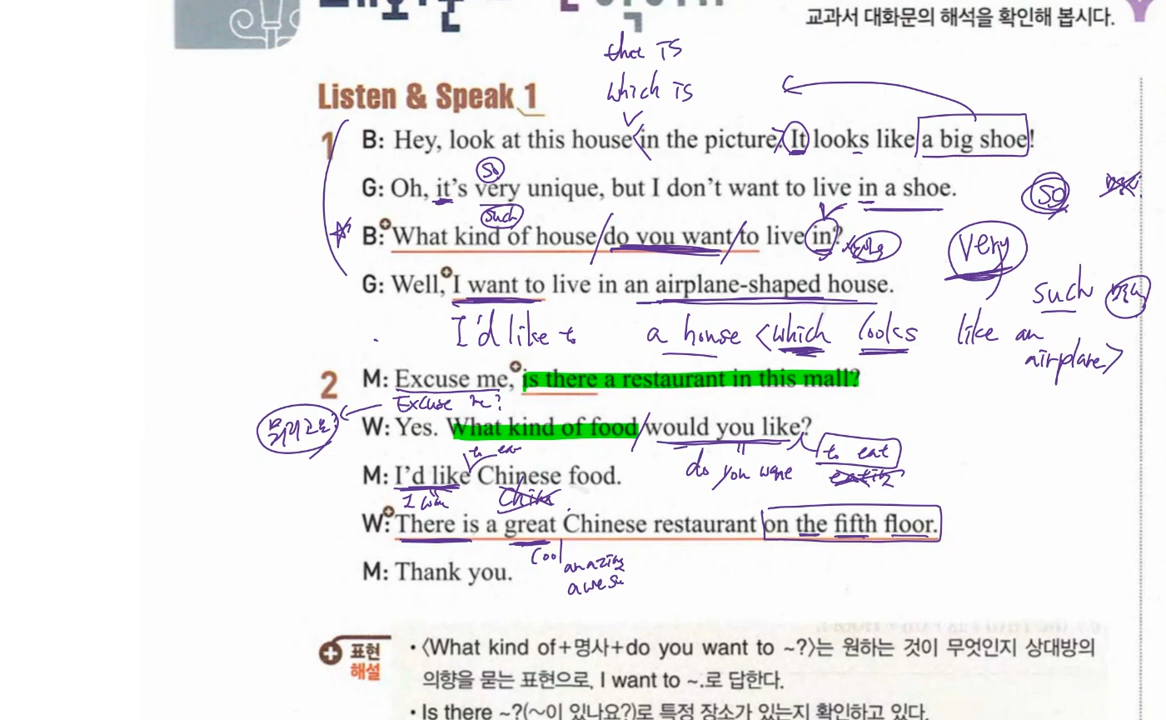 교과서 대화문의 해석을 확인해 봅시다.
that is
which is
Listen & Speak 1
1 B: Hey, look at this house in the picture. It looks like a big shoe!
so
G: Oh, it's very unique, but I don't want to live in a shoe.
so
such
B: What kind of house do you want to live in?
very
G: Well, I want to live in an airplane-shaped house.
such
I'd like to a house <which looks like an
airplane>
2 M: Excuse me, is there a restaurant in this mall?
Excuse me?
W: Yes. What kind of food would you like?
to eat
do you want
to eat
M: I'd like Chinese food.
I want
W: There is a great Chinese restaurant on the fifth floor.
cool
amazing
M: Thank you.
표현
해설
• 〈What kind of+명사+do you want to ~?〉는 원하는 것이 무엇인지 상대방의
의향을 묻는 표현으로, I want to ~.로 답한다.
• Is there ~?(~이 있나요?)로 특정 장소가 있는지 확인하고 있다.